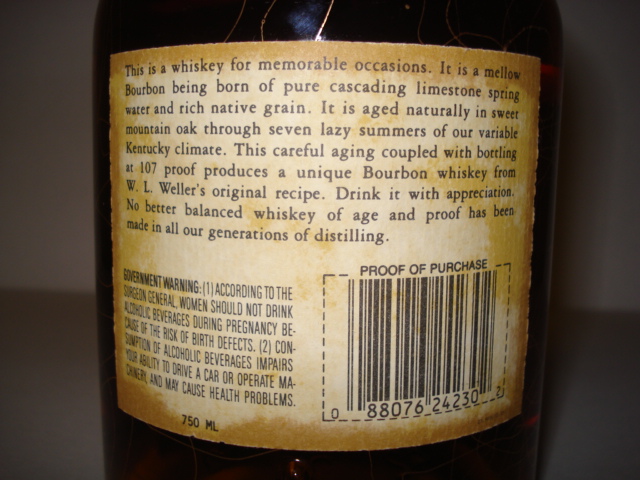 This is a whiskey for memorable occasions. It is a mellow
Bourbon being born of pure cascading limestone spring
water and rich native grain. It is aged naturally in sweet
mountain oak through seven lazy summers of our variable
Kentucky climate. This careful aging coupled with bottling
at 107 proof produces a unique Bourbon whiskey from
W. L. Weller's original recipe. Drink it with appreciation.
No better balanced whiskey of age and proof has been
made in all our generations of distilling.
GOVERNMENT WARNING: (1) ACCORDING TO THE
SURGEON GENERAL, WOMEN SHOULD NOT DRINK
ALCOHOLIC BEVERAGES DURING PREGNANCY BE-
CAUSE OF THE RISK OF BIRTH DEFECTS. (2) CON-
SUMPTION OF ALCOHOLIC BEVERAGES IMPAIRS
YOUR ABILITY TO DRIVE A CAR OR OPERATE MA-
CHINERY, AND MAY CAUSE HEALTH PROBLEMS.
750 ML
PROOF OF PURCHASE
0 88076 24230 2